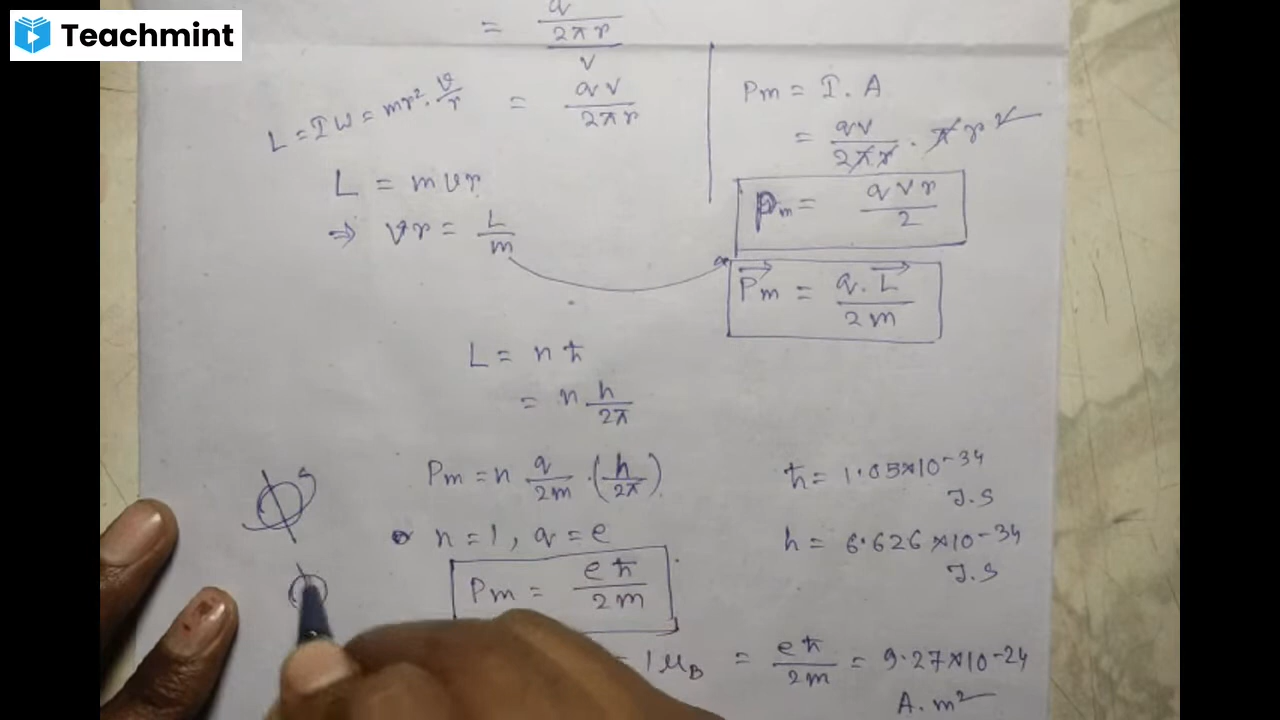 Teachmint
= q/2πr / v
L = Iω = mr². v/r = qv/2πr
L = mvr
⇒ vr = L/m
Pm = I. A
= qv/2πr . πr²
Pm = qvr/2
P⃗m = q. L⃗/2m
L = nħ
= n h/2π
Pm = n q/2m . (h/2π)
n = 1, q = e
Pm = eħ/2m
ħ = 1.05×10⁻³⁴
J.S
h = 6.626×10⁻³⁴
J.S
= 1μB = eħ/2m = 9.27×10⁻²⁴
A.m²